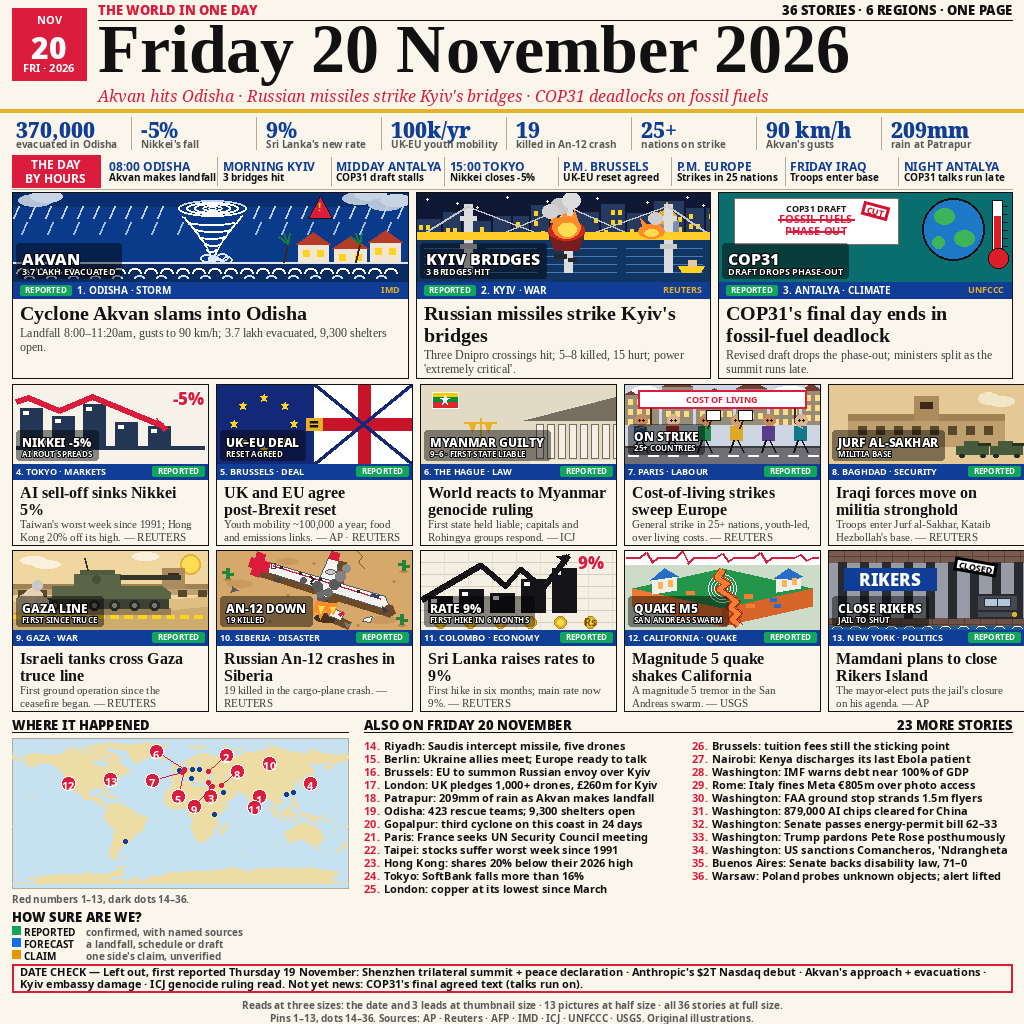 NOV
20
FRI · 2026
THE WORLD IN ONE DAY
36 STORIES · 6 REGIONS · ONE PAGE
Friday 20 November 2026
Akvan hits Odisha · Russian missiles strike Kyiv's bridges · COP31 deadlocks on fossil fuels
370,000
evacuated in Odisha
-5%
Nikkei's fall
9%
Sri Lanka's new rate
100k/yr
UK-EU youth mobility
19
killed in An-12 crash
25+
nations on strike
90 km/h
Akvan's gusts
209mm
rain at Patrapur
THE DAY
BY HOURS
08:00 ODISHA
Akvan makes landfall
MORNING KYIV
3 bridges hit
MIDDAY ANTALYA
COP31 draft stalls
15:00 TOKYO
Nikkei closes -5%
P.M. BRUSSELS
UK-EU reset agreed
P.M. EUROPE
Strikes in 25 nations
FRIDAY IRAQ
Troops enter base
NIGHT ANTALYA
COP31 talks run late
!
AKVAN
3.7 LAKH EVACUATED
REPORTED 1. ODISHA · STORM IMD
Cyclone Akvan slams into Odisha
Landfall 8:00–11:20am, gusts to 90 km/h; 3.7 lakh evacuated, 9,300 shelters
open.
KYIV BRIDGES
3 BRIDGES HIT
REPORTED 2. KYIV · WAR REUTERS
Russian missiles strike Kyiv's
bridges
Three Dnipro crossings hit; 5–8 killed, 15 hurt; power
'extremely critical'.
COP31 DRAFT
FOSSIL-FUELS
PHASE-OUT
CUT
COP31
DRAFT DROPS PHASE-OUT
REPORTED 3. ANTALYA · CLIMATE UNFCCC
COP31's final day ends in
fossil-fuel deadlock
Revised draft drops the phase-out; ministers split as the
summit runs late.
-5%
NIKKEI -5%
AI ROUT SPREADS
4. TOKYO · MARKETS REPORTED
AI sell-off sinks Nikkei
5%
Taiwan's worst week since 1991; Hong
Kong 20% off its high. — REUTERS
=
UK–EU DEAL
RESET AGREED
5. BRUSSELS · DEAL REPORTED
UK and EU agree
post-Brexit reset
Youth mobility ~100,000 a year; food
and emissions links. — AP · REUTERS
MYANMAR GUILTY
9–6 · FIRST STATE LIABLE
6. THE HAGUE · LAW REPORTED
World reacts to Myanmar
genocide ruling
First state held liable; capitals and
Rohingya groups respond. — ICJ
COST OF LIVING
ON STRIKE
25+ COUNTRIES
7. PARIS · LABOUR REPORTED
Cost-of-living strikes
sweep Europe
General strike in 25+ nations, youth-led,
over living costs. — REUTERS
JURF AL-SAKHAR
MILITIA BASE
8. BAGHDAD · SECURITY REPORTED
Iraqi forces move on
militia stronghold
Troops enter Jurf al-Sakhar, Kataib
Hezbollah's base. — REUTERS
GAZA LINE
FIRST SINCE TRUCE
9. GAZA · WAR REPORTED
Israeli tanks cross Gaza
truce line
First ground operation since the
ceasefire began. — REUTERS
AN-12 DOWN
19 KILLED
10. SIBERIA · DISASTER REPORTED
Russian An-12 crashes in
Siberia
19 killed in the cargo-plane crash. —
REUTERS
9%
Rs
RATE 9%
FIRST HIKE IN 6 MONTHS
11. COLOMBO · ECONOMY REPORTED
Sri Lanka raises rates to
9%
First hike in six months; main rate now
9%. — REUTERS
QUAKE M5
SAN ANDREAS SWARM
12. CALIFORNIA · QUAKE REPORTED
Magnitude 5 quake
shakes California
A magnitude 5 tremor in the San
Andreas swarm. — USGS
RIKERS
CLOSED
CLOSE RIKERS
JAIL TO SHUT
13. NEW YORK · POLITICS REPORTED
Mamdani plans to close
Rikers Island
The mayor-elect puts the jail's closure
on his agenda. — AP
WHERE IT HAPPENED
6
2
10
12
13
7
8
4
5
3
1
9
11
Red numbers 1–13, dark dots 14–36.
HOW SURE ARE WE?
REPORTED confirmed, with named sources
FORECAST a landfall, schedule or draft
CLAIM one side's claim, unverified
ALSO ON FRIDAY 20 NOVEMBER
23 MORE STORIES
14. Riyadh: Saudis intercept missile, five drones
15. Berlin: Ukraine allies meet; Europe ready to talk
16. Brussels: EU to summon Russian envoy over Kyiv
17. London: UK pledges 1,000+ drones, £260m for Kyiv
18. Patrapur: 209mm of rain as Akvan makes landfall
19. Odisha: 423 rescue teams; 9,300 shelters open
20. Gopalpur: third cyclone on this coast in 24 days
21. Paris: France seeks UN Security Council meeting
22. Taipei: stocks suffer worst week since 1991
23. Hong Kong: shares 20% below their 2026 high
24. Tokyo: SoftBank falls more than 16%
25. London: copper at its lowest since March
26. Brussels: tuition fees still the sticking point
27. Nairobi: Kenya discharges its last Ebola patient
28. Washington: IMF warns debt near 100% of GDP
29. Rome: Italy fines Meta €805m over photo access
30. Washington: FAA ground stop strands 1.5m flyers
31. Washington: 879,000 AI chips cleared for China
32. Washington: Senate passes energy-permit bill 62–33
33. Washington: Trump pardons Pete Rose posthumously
34. Washington: US sanctions Comancheros, 'Ndrangheta
35. Buenos Aires: Senate backs disability law, 71–0
36. Warsaw: Poland probes unknown objects; alert lifted
DATE CHECK — Left out, first reported Thursday 19 November: Shenzhen trilateral summit + peace declaration · Anthropic's $2T Nasdaq debut · Akvan's approach + evacuations ·
Kyiv embassy damage · ICJ genocide ruling read. Not yet news: COP31's final agreed text (talks run on).
Reads at three sizes: the date and 3 leads at thumbnail size · 13 pictures at half size · all 36 stories at full size.
Pins 1–13, dots 14–36. Sources: AP · Reuters · AFP · IMD · ICJ · UNFCCC · USGS. Original illustrations.